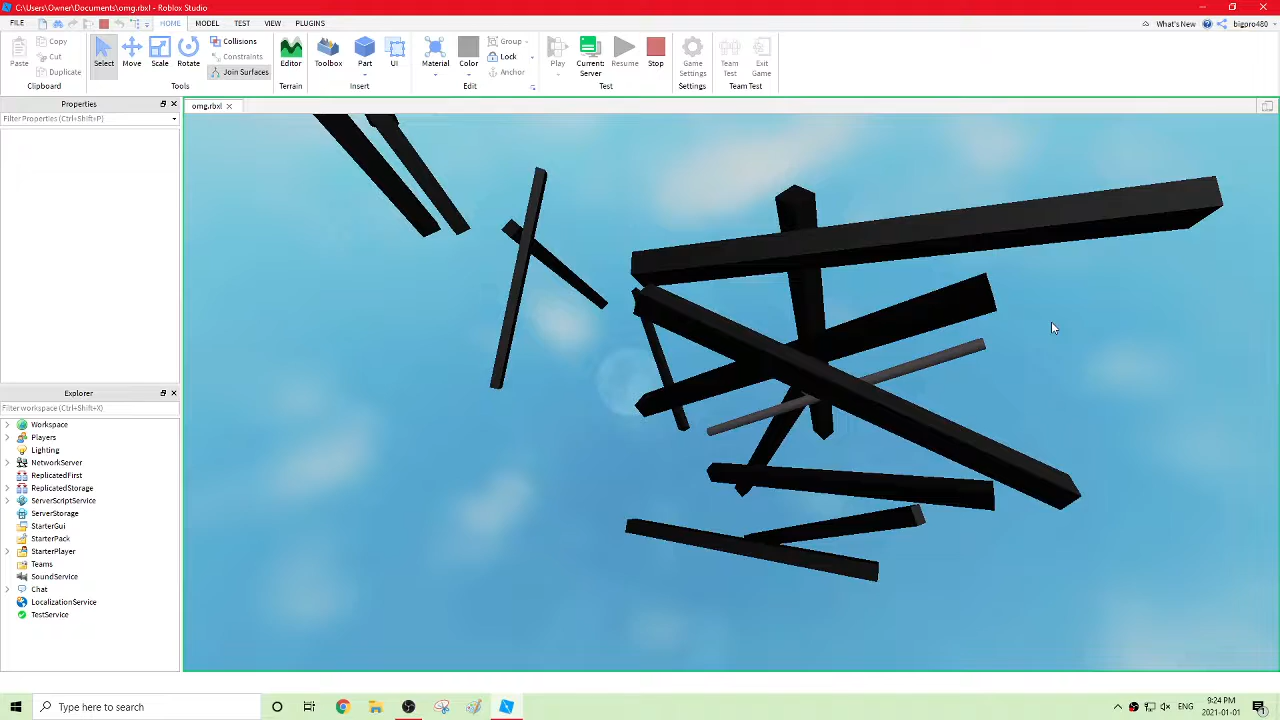 C:\Users\Owner\Documents\omg.rbxl - Roblox Studio
FILE HOME MODEL TEST VIEW PLUGINS What's New bigpro480
Paste Copy Cut Duplicate Select Move Scale Rotate Collisions Constraints Join Surfaces Editor Toolbox Part UI Material Color Group Lock Anchor Play Current: Server Resume Stop Game Settings Team Test Exit Game
Clipboard Tools Terrain Insert Edit Test Settings Team Test
Properties
omg.rbxl
Filter Properties (Ctrl+Shift+P)
Explorer
Filter workspace (Ctrl+Shift+X)
Workspace
Players
Lighting
NetworkServer
ReplicatedFirst
ReplicatedStorage
ServerScriptService
ServerStorage
StarterGui
StarterPack
StarterPlayer
Teams
SoundService
Chat
LocalizationService
TestService
Type here to search
ENG
9:24 PM
2021-01-01
1